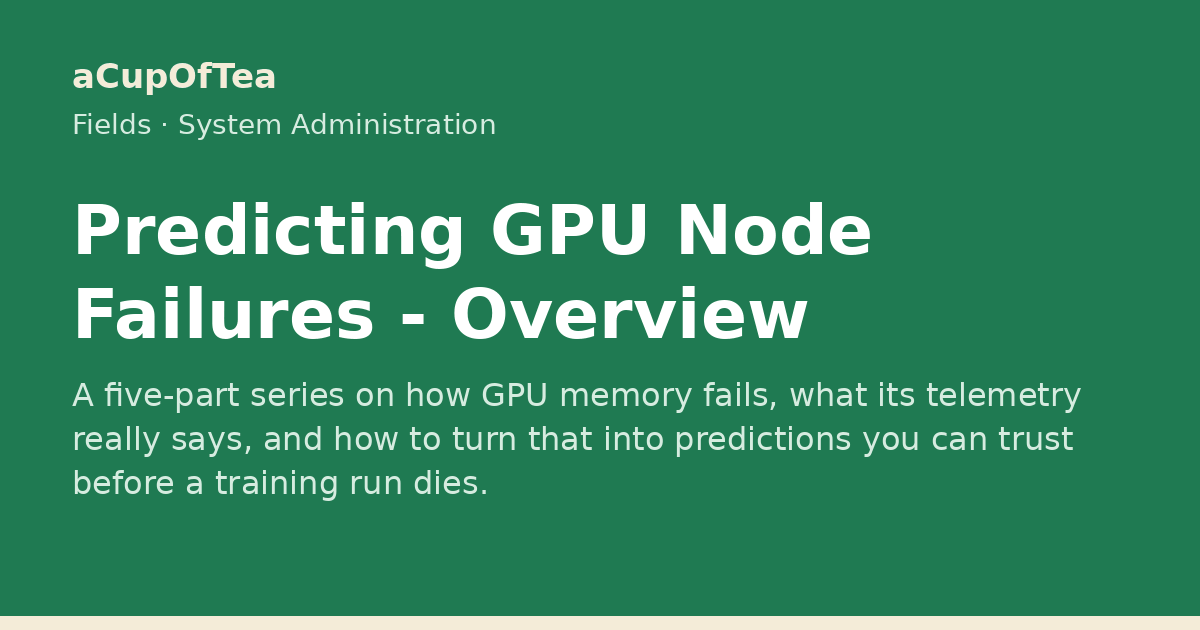 aCupOfTea
Fields · System Administration
Predicting GPU Node
Failures - Overview
A five-part series on how GPU memory fails, what its telemetry
really says, and how to turn that into predictions you can trust
before a training run dies.